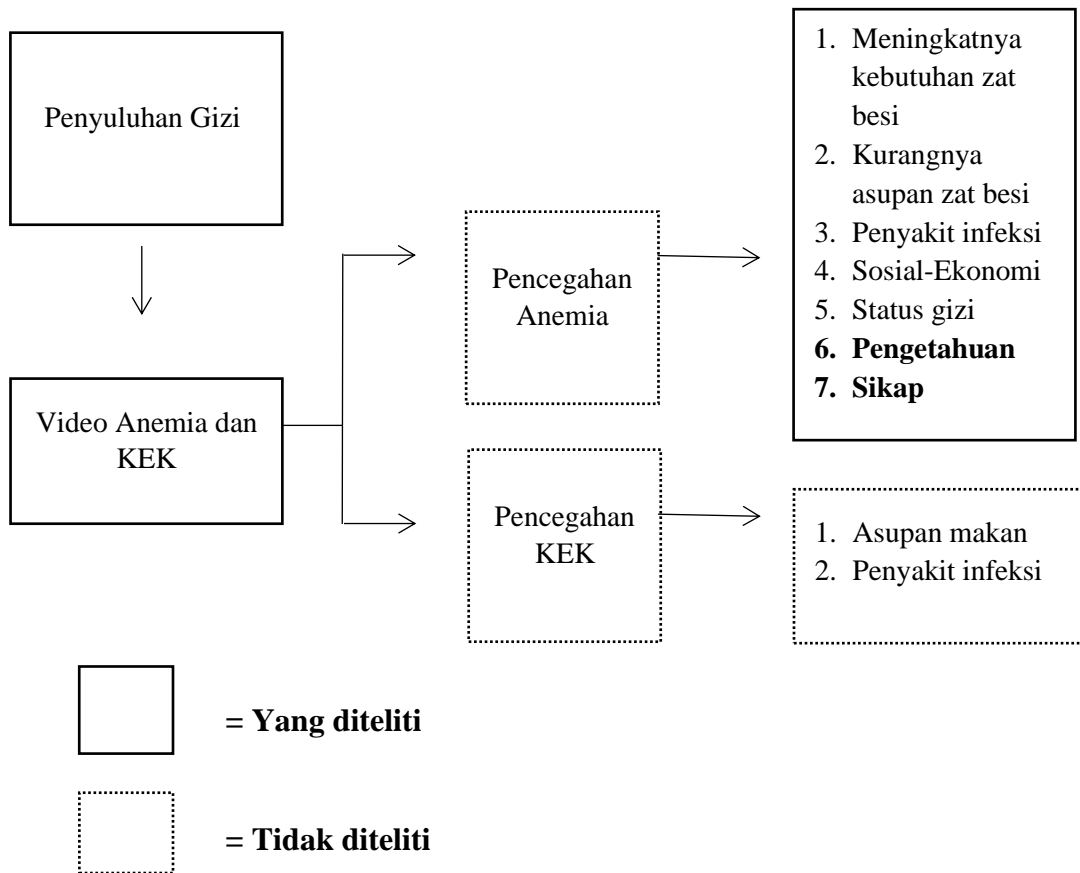 Penyuluhan Gizi
Video Anemia dan
KEK
Pencegahan
Anemia
Pencegahan
KEK
1. Meningkatnya
kebutuhan zat
besi
2. Kurangnya
asupan zat besi
3. Penyakit infeksi
4. Sosial-Ekonomi
5. Status gizi
6. Pengetahuan
7. Sikap
1. Asupan makan
2. Penyakit infeksi
= Yang diteliti
= Tidak diteliti